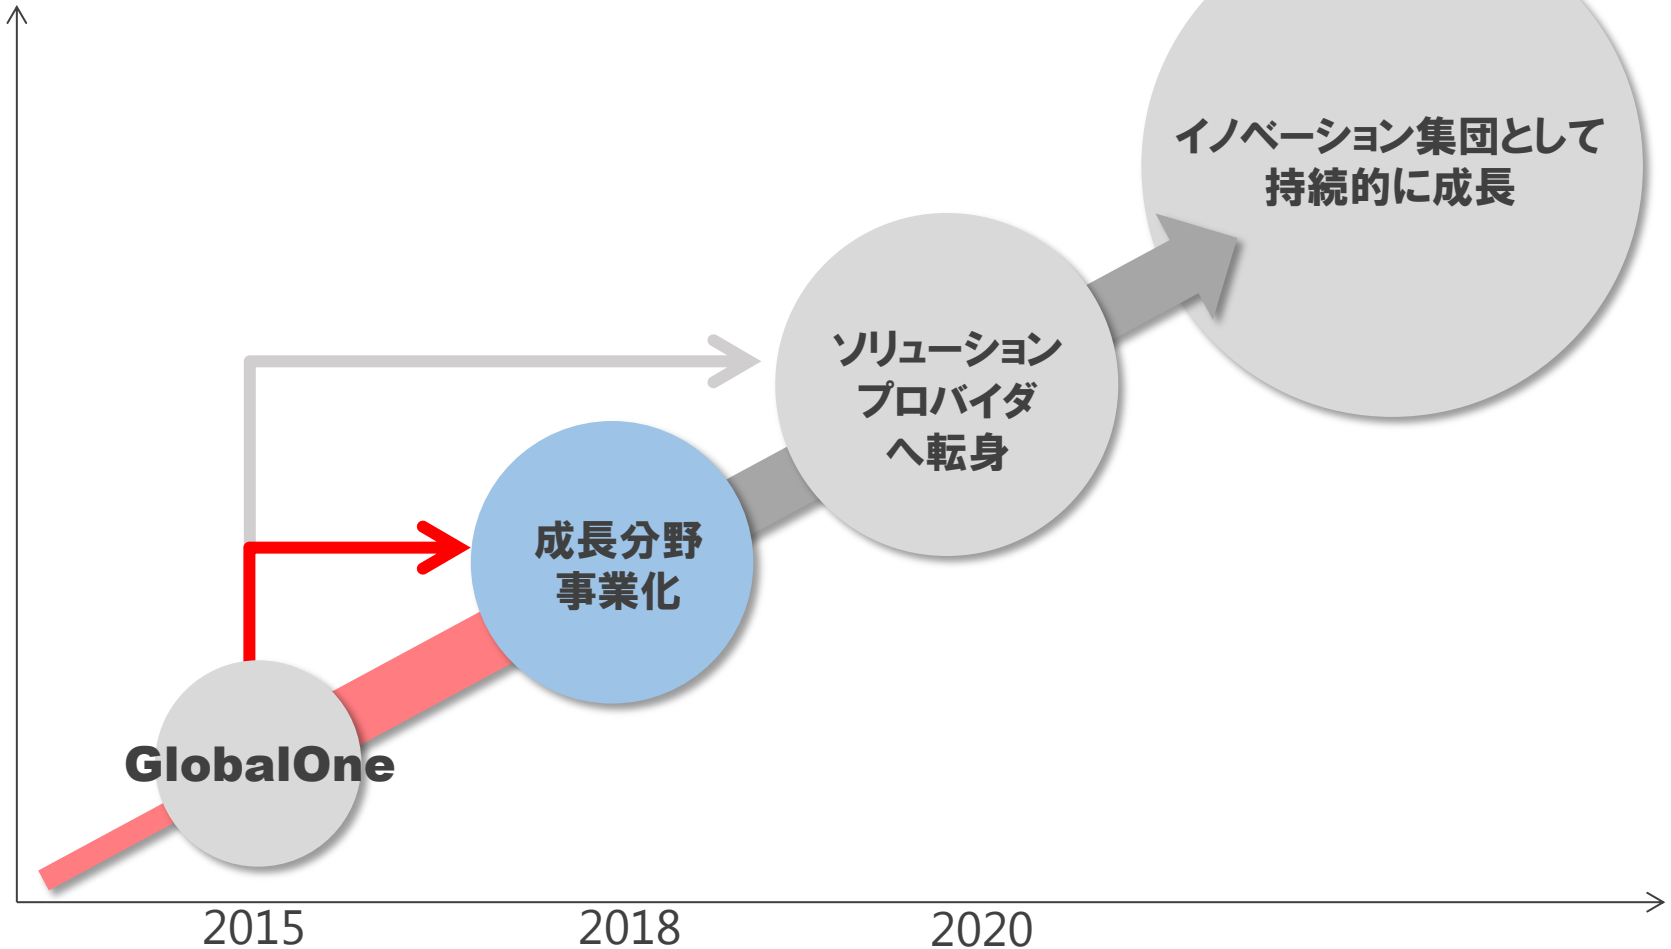 イノベーション集団として
持続的に成長
ソリューション
プロバイダ
へ転身
成長分野
事業化
GlobalOne
2015
2018
2020